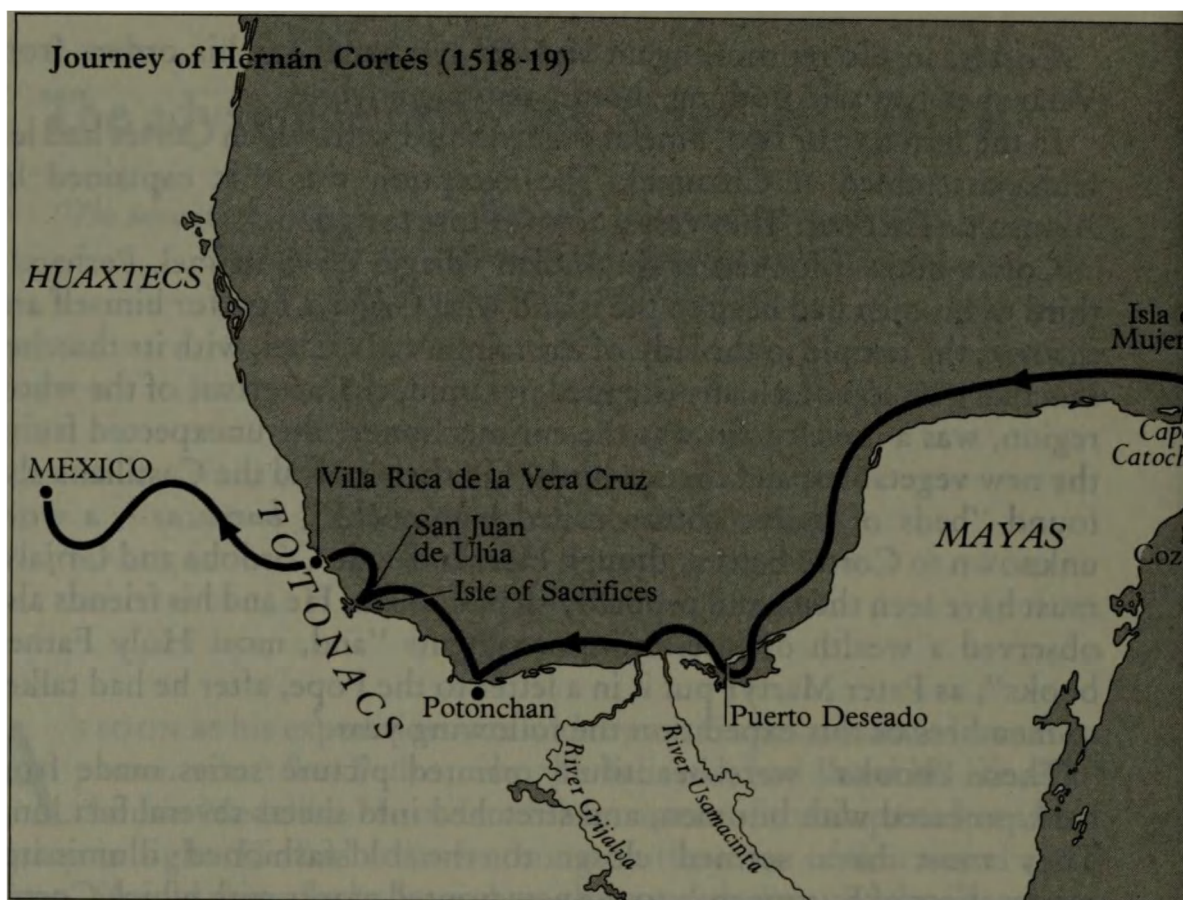 Journey of Hernán Cortés (1518-19)
HUAXTECS
Isla
Mujer
MEXICO
Villa Rica de la Vera Cruz
Cap
Catoch
San Juan
de Ulúa
MAYAS
TOTONACS
Coz
Isle of Sacrifices
Potonchan
Puerto Deseado
River Grijalva
River Usamacinta